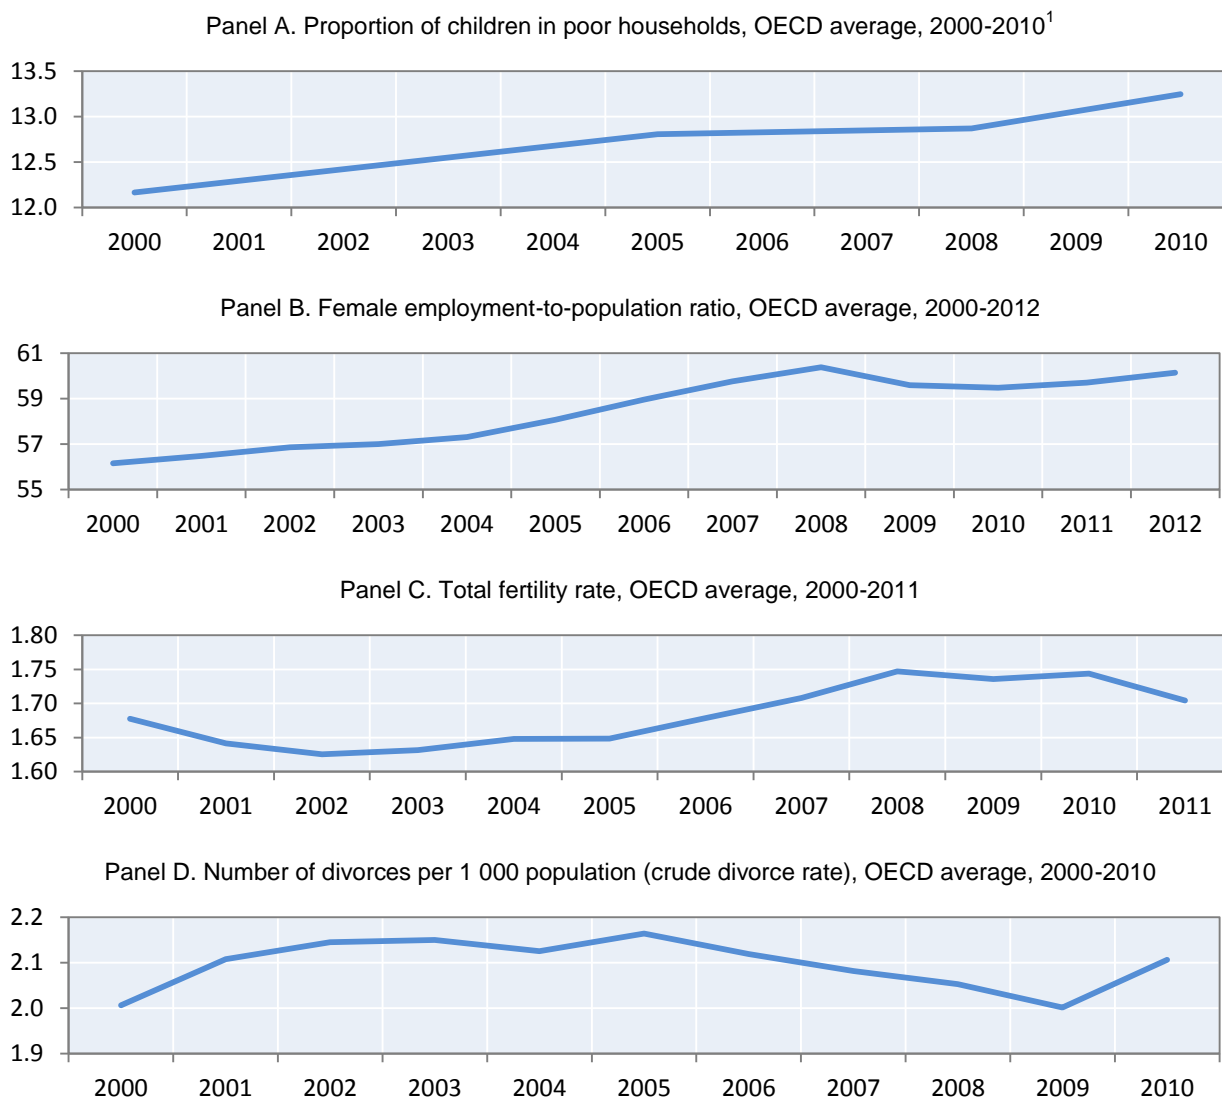 Panel A. Proportion of children in poor households, OECD average, 2000-2010¹
13.5
13.0
12.5
12.0
2000 2001 2002 2003 2004 2005 2006 2007 2008 2009 2010
Panel B. Female employment-to-population ratio, OECD average, 2000-2012
61
59
57
55
2000 2001 2002 2003 2004 2005 2006 2007 2008 2009 2010 2011 2012
Panel C. Total fertility rate, OECD average, 2000-2011
1.80
1.75
1.70
1.65
1.60
2000 2001 2002 2003 2004 2005 2006 2007 2008 2009 2010 2011
Panel D. Number of divorces per 1 000 population (crude divorce rate), OECD average, 2000-2010
2.2
2.1
2.0
1.9
2000 2001 2002 2003 2004 2005 2006 2007 2008 2009 2010